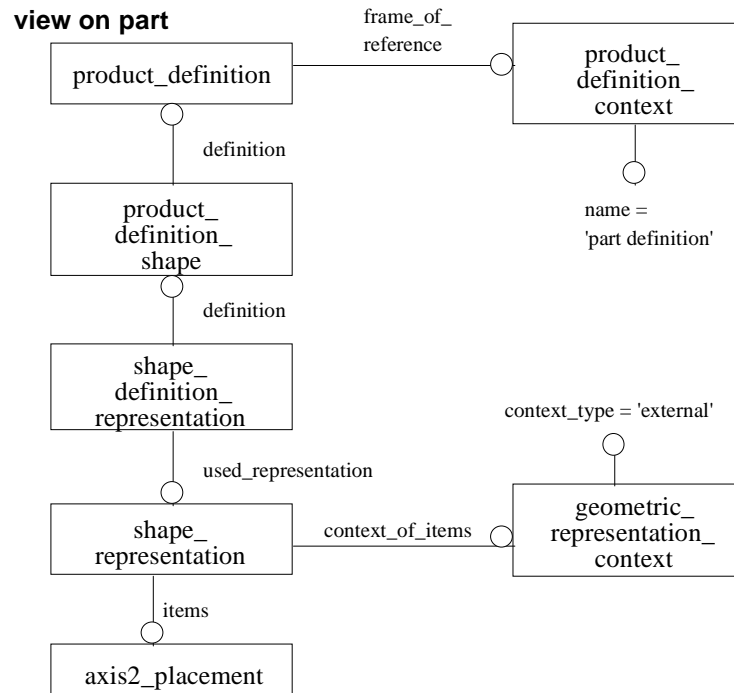 view on part
frame_of_
reference
product_definition
product_
definition_
context
definition
product_
definition_
shape
name =
'part definition'
definition
shape_
definition_
representation
context_type = 'external'
used_representation
shape_
representation
context_of_items
geometric_
representation_
context
items
axis2_placement